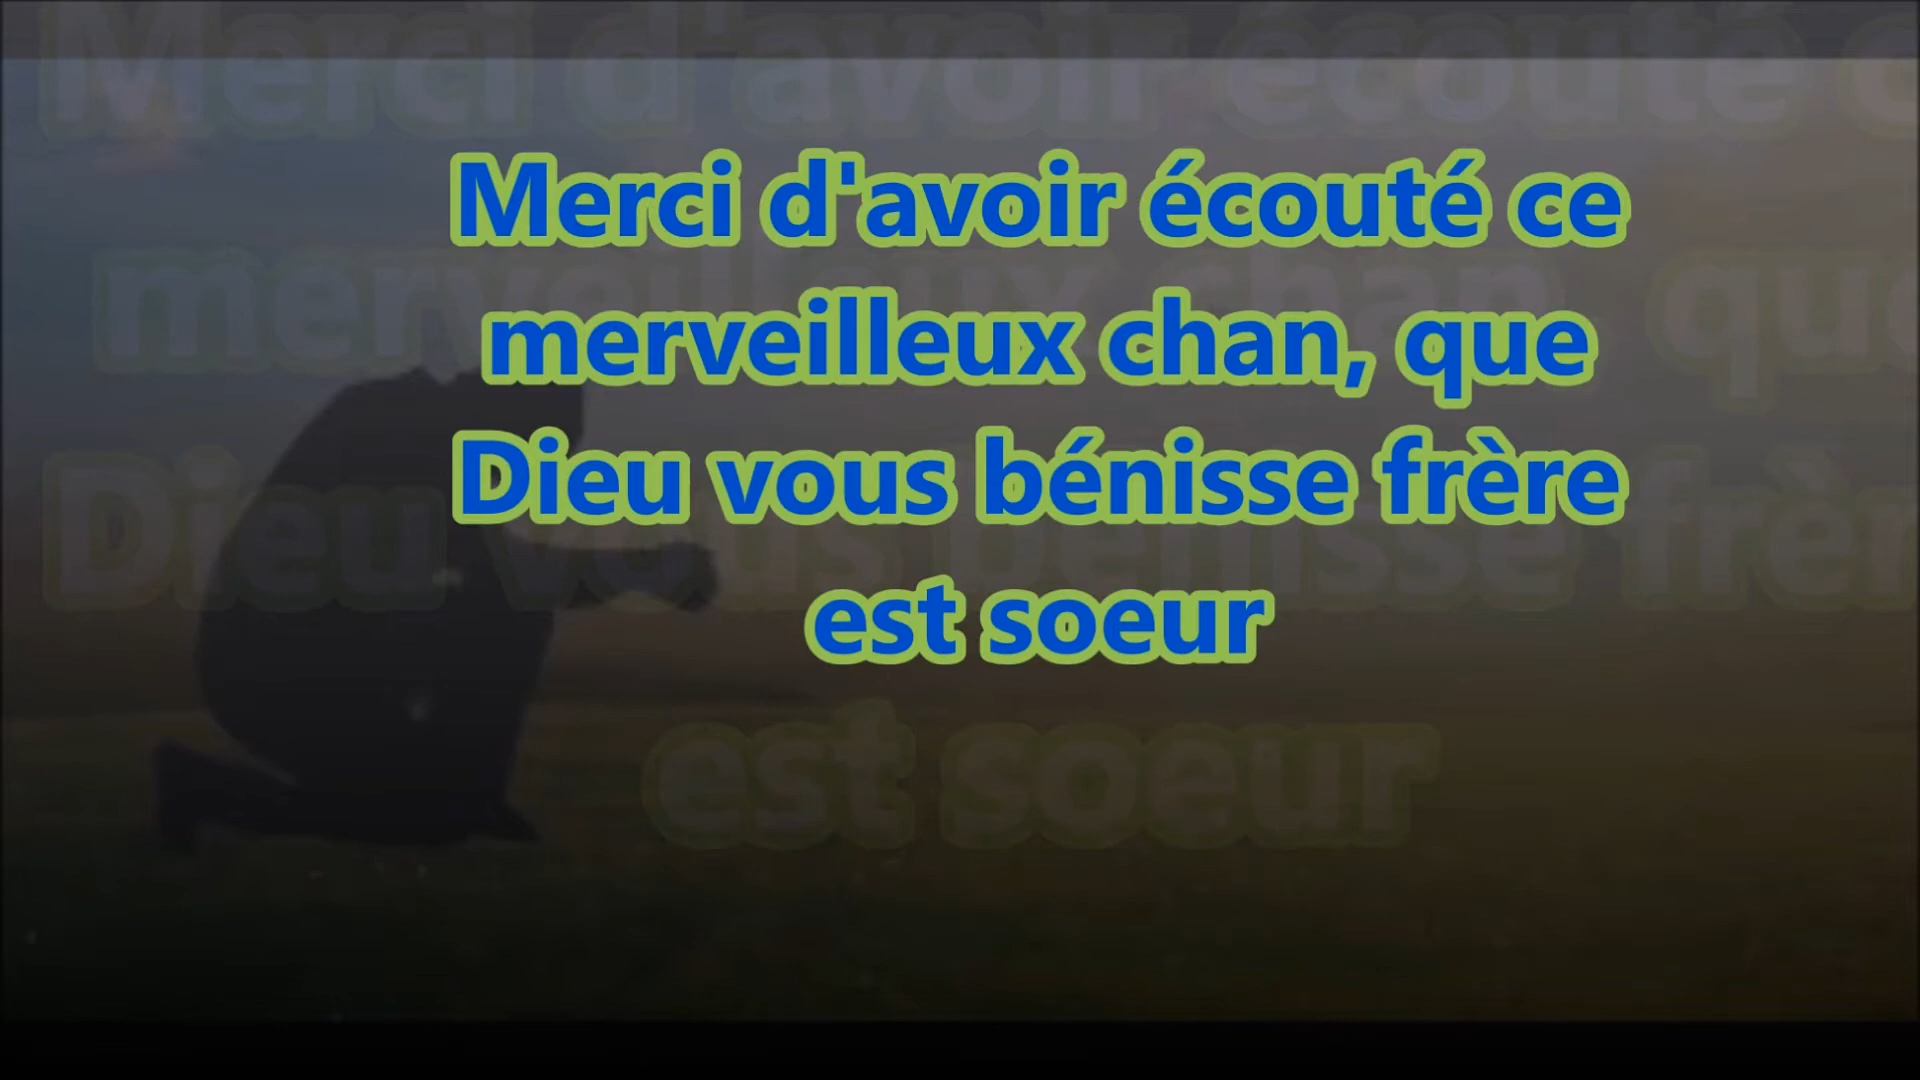 Merci d'avoir écouté ce
merveilleux chan, que
Dieu vous bénisse frère
est soeur